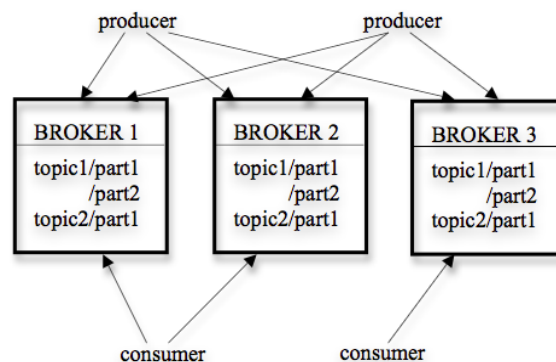 producer producer
BROKER 1
topic1/part1
/part2
topic2/part1
BROKER 2
topic1/part1
/part2
topic2/part1
BROKER 3
topic1/part1
/part2
topic2/part1
consumer consumer